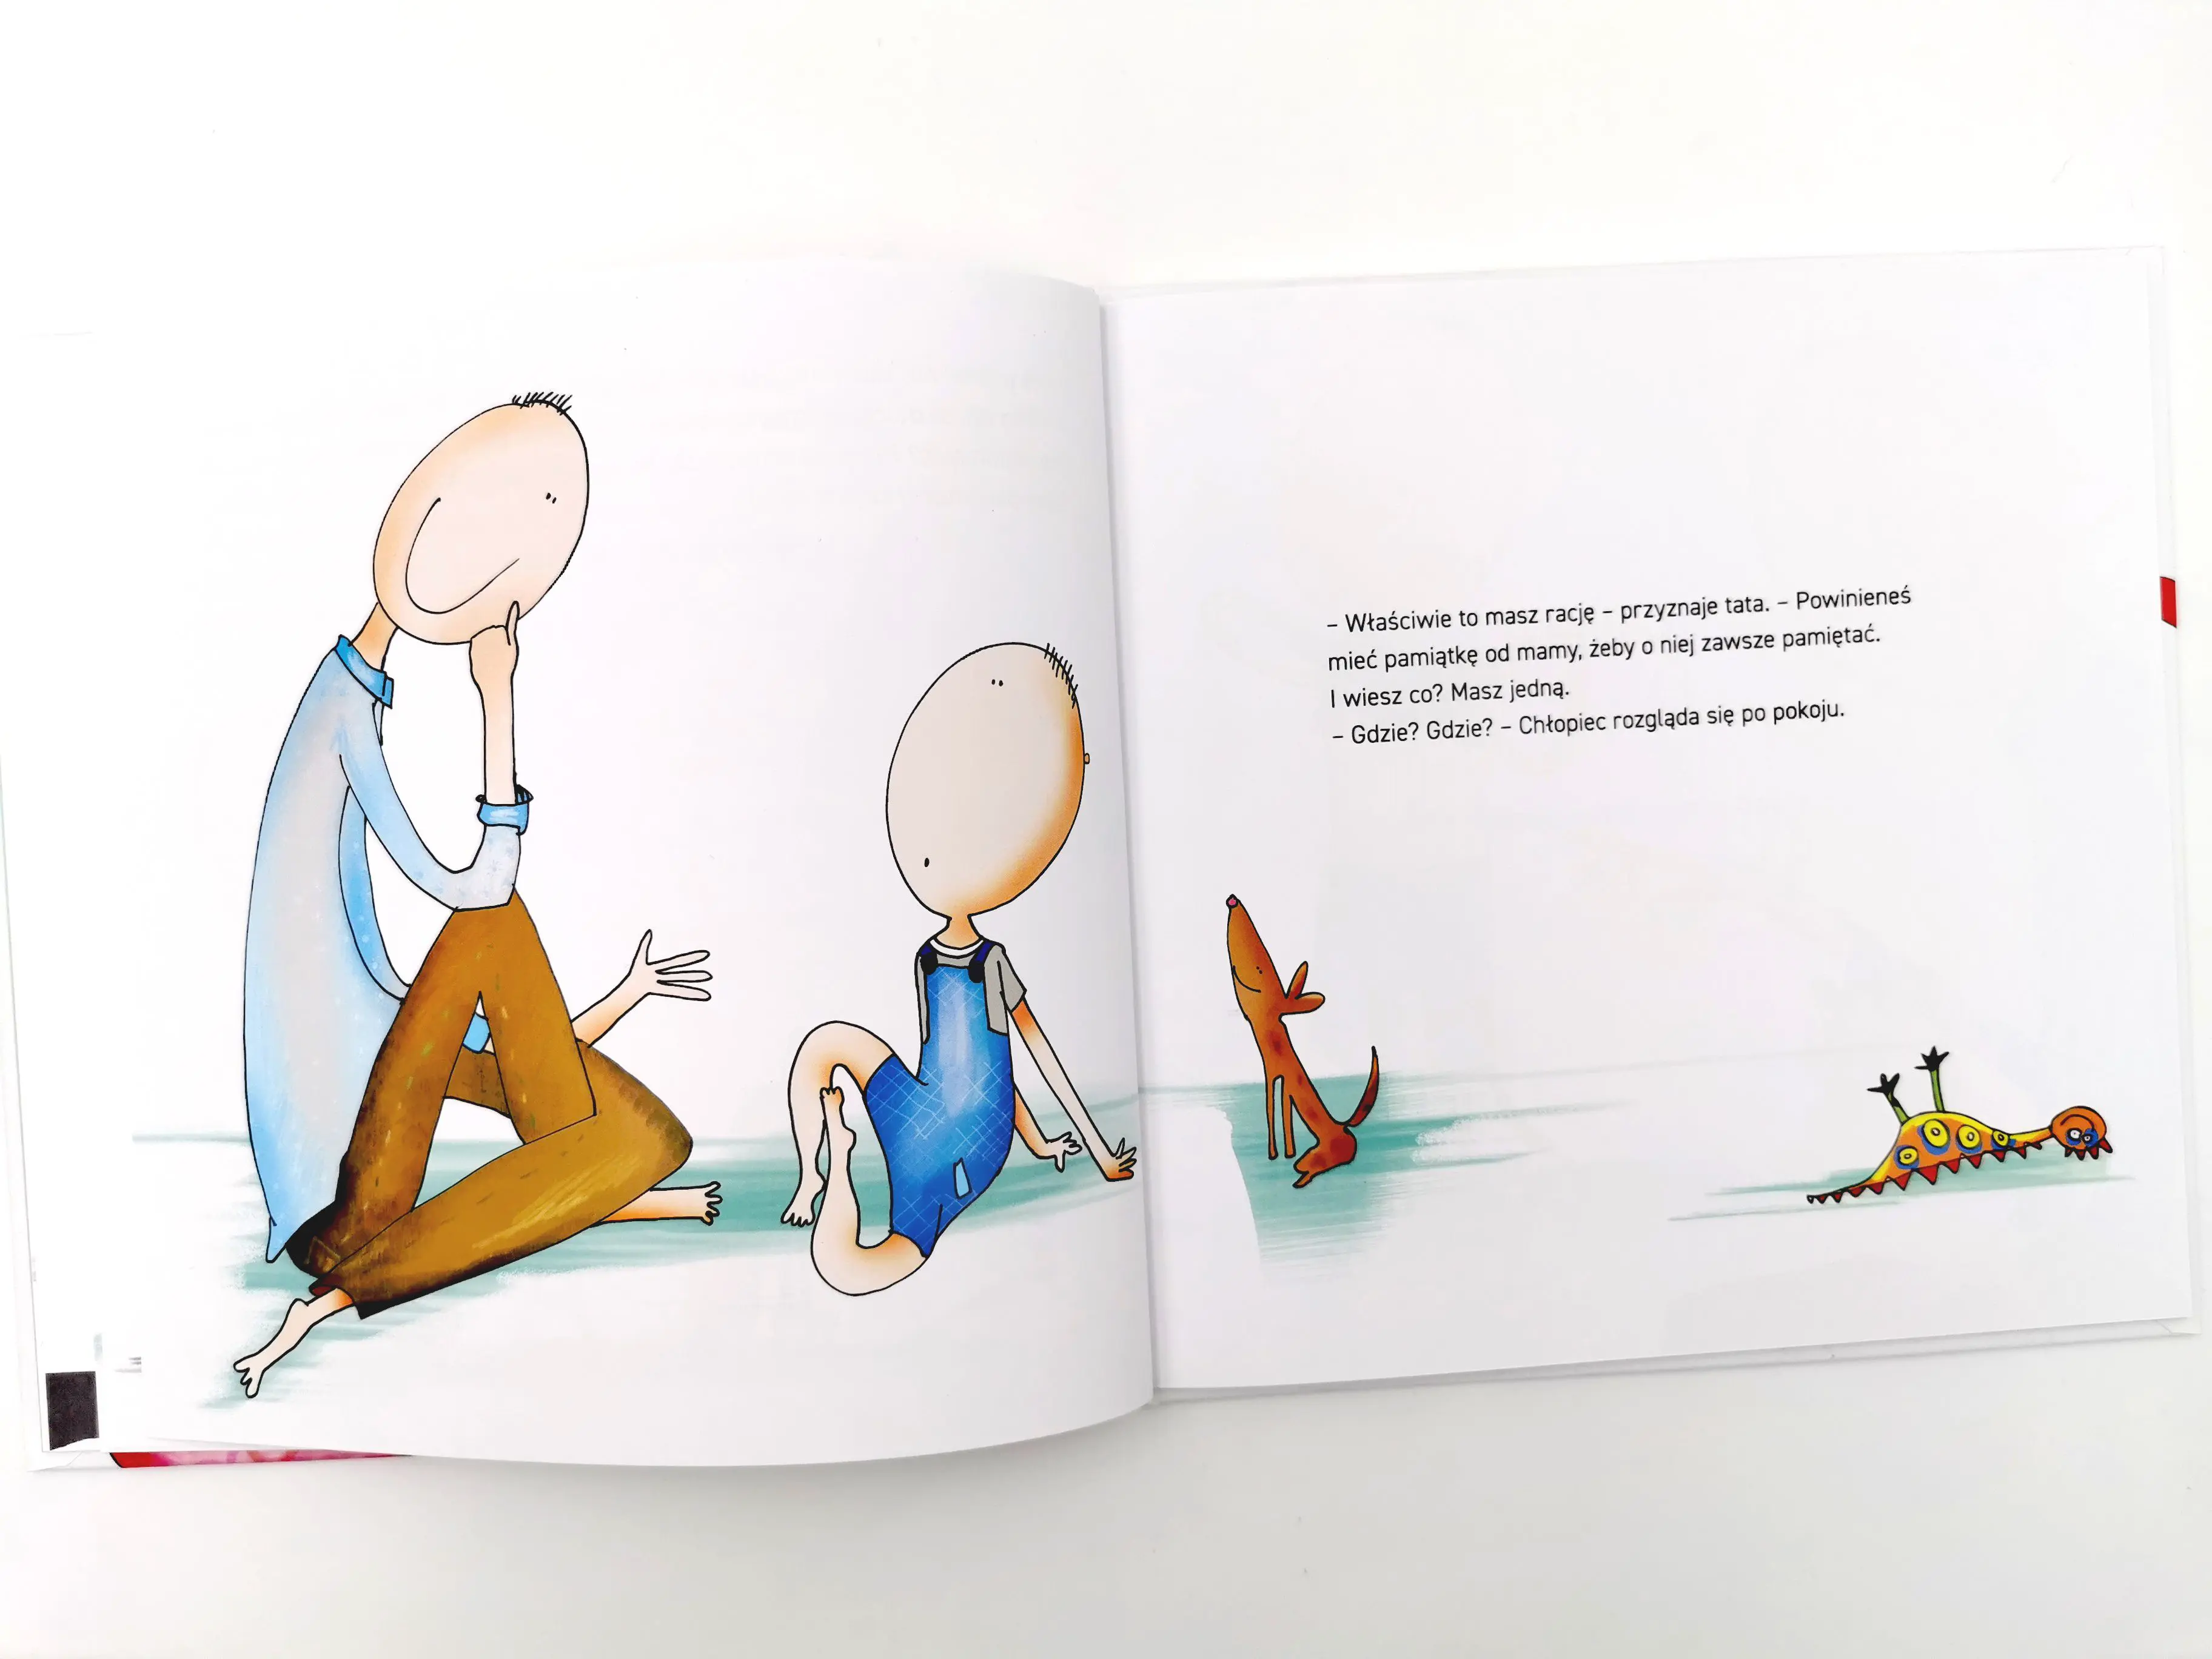 – Właściwie to masz rację – przyznaje tata. – Powinieneś
mieć pamiątkę od mamy, żeby o niej zawsze pamiętać.
I wiesz co? Masz jedną.
– Gdzie? Gdzie? – Chłopiec rozgląda się po pokoju.